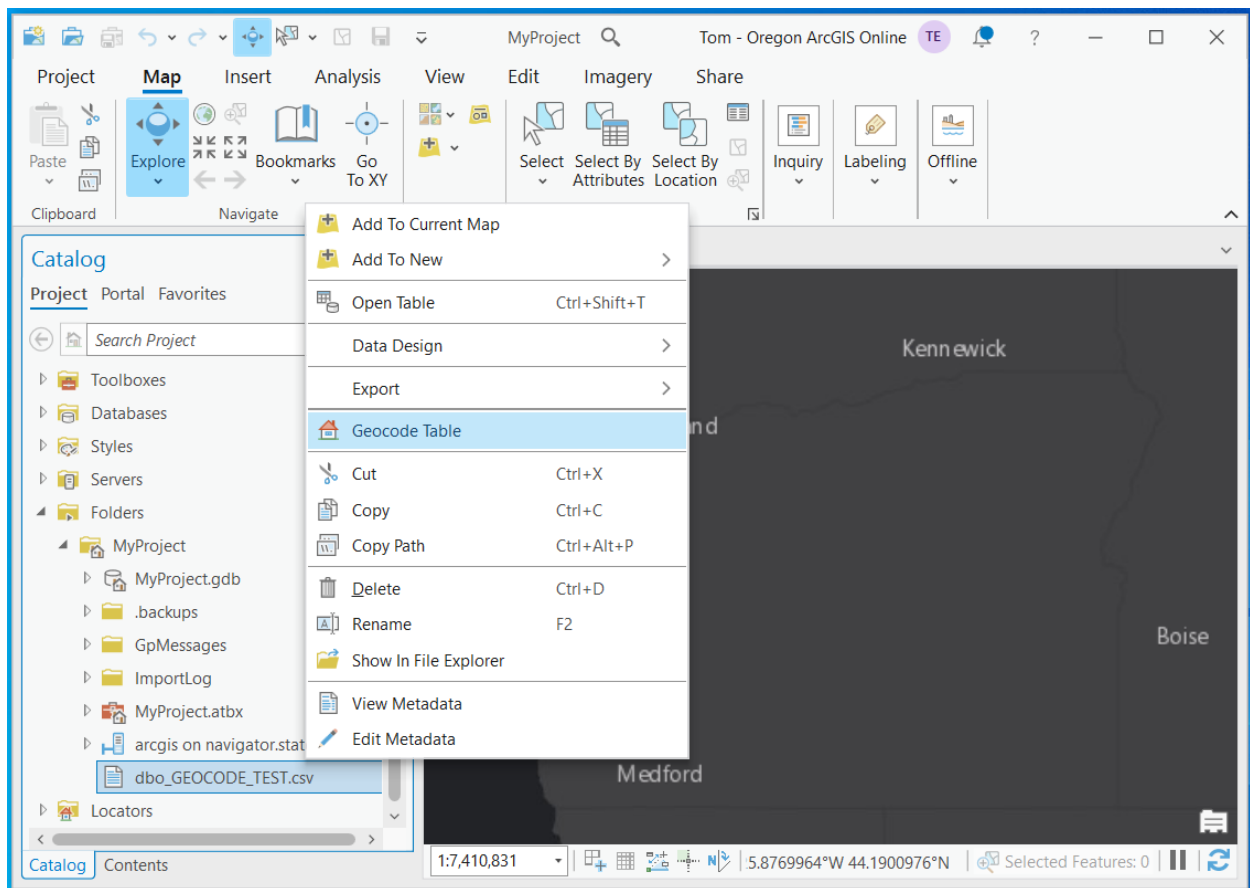 MyProject
Tom - Oregon ArcGIS Online
TE
?
Project Map Insert Analysis View Edit Imagery Share
Paste
Explore
Bookmarks
Go
To XY
Select
Select By
Attributes
Select By
Location
Inquiry
Labeling
Offline
Clipboard
Navigate
Catalog
Project Portal Favorites
Search Project
Toolboxes
Databases
Styles
Servers
Folders
MyProject
MyProject.gdb
.backups
GpMessages
ImportLog
MyProject.atbx
arcgis on navigator.stat
dbo_GEOCODE_TEST.csv
Locators
Catalog Contents
Add To Current Map
Add To New
Open Table Ctrl+Shift+T
Data Design
Export
Geocode Table
Cut Ctrl+X
Copy Ctrl+C
Copy Path Ctrl+Alt+P
Delete Ctrl+D
Rename F2
Show In File Explorer
View Metadata
Edit Metadata
Kennewick
nd
Boise
Medford
1:7,410,831
5.8769964°W 44.1900976°N
Selected Features: 0